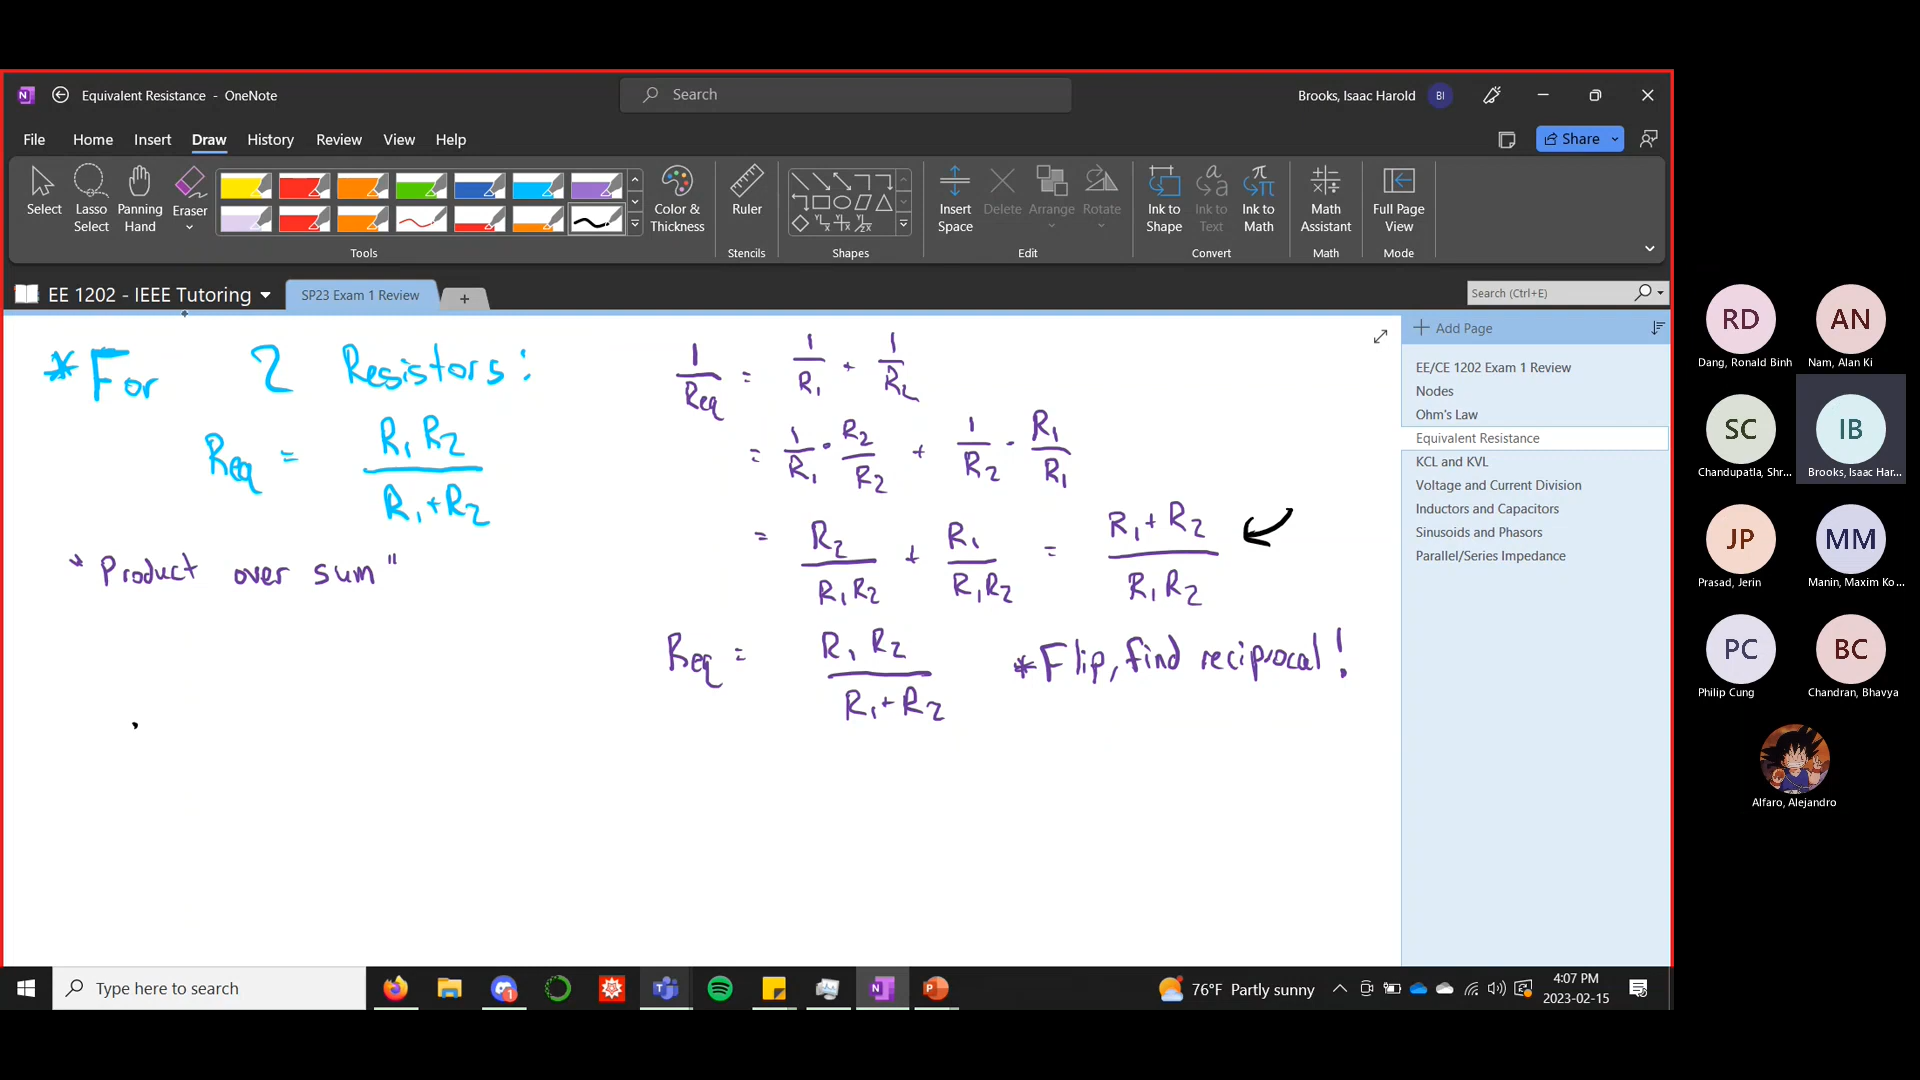 Equivalent Resistance - OneNote
Search
Brooks, Isaac Harold
BI
File Home Insert Draw History Review View Help
Share
Select
Lasso Select
Panning Hand
Eraser
Color & Thickness
Ruler
Insert Space
Delete
Arrange
Rotate
Ink to Shape
Ink to Text
Ink to Math
Math Assistant
Full Page View
Tools
Stencils
Shapes
Edit
Convert
Math
Mode
EE 1202 - IEEE Tutoring
SP23 Exam 1 Review
Search (Ctrl+E)
*For 2 Resistors:
Req = R1 R2 / R1+R2
"Product over sum"
1/Req = 1/R1 + 1/R2
= 1/R1 · R2/R2 + 1/R2 · R1/R1
= R2/R1R2 + R1/R1R2 = R1+R2 / R1R2
Req = R1 R2 / R1+R2 *Flip, find reciprocal!
Add Page
EE/CE 1202 Exam 1 Review
Nodes
Ohm's Law
Equivalent Resistance
KCL and KVL
Voltage and Current Division
Inductors and Capacitors
Sinusoids and Phasors
Parallel/Series Impedance
RD
Dang, Ronald Binh
AN
Nam, Alan Ki
SC
Chandupatla, Shr...
IB
Brooks, Isaac Har...
JP
Prasad, Jerin
MM
Manin, Maxim Ko...
PC
Philip Cung
BC
Chandran, Bhavya
Alfaro, Alejandro
Type here to search
76°F Partly sunny
4:07 PM
2023-02-15